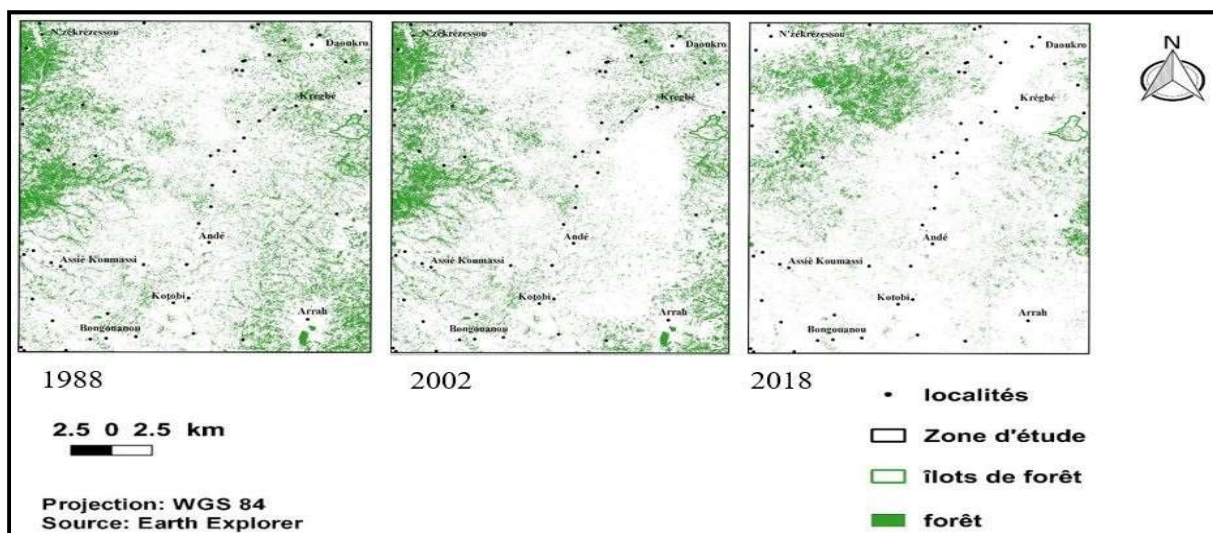 N'zékrézessou
Daoukro
Krégbé
Andé
Assié Koumassi
Kotobi
Arrah
Bongouanou
1988
N'zékrézessou
Daoukro
Krégbé
Andé
Assié Koumassi
Kotobi
Arrah
Bongouanou
2002
N'zékrézessou
Daoukro
Krégbé
Andé
Assié Koumassi
Kotobi
Arrah
Bongouanou
2018
N
2.5 0 2.5 km
Projection: WGS 84
Source: Earth Explorer
localités
Zone d'étude
îlots de forêt
forêt